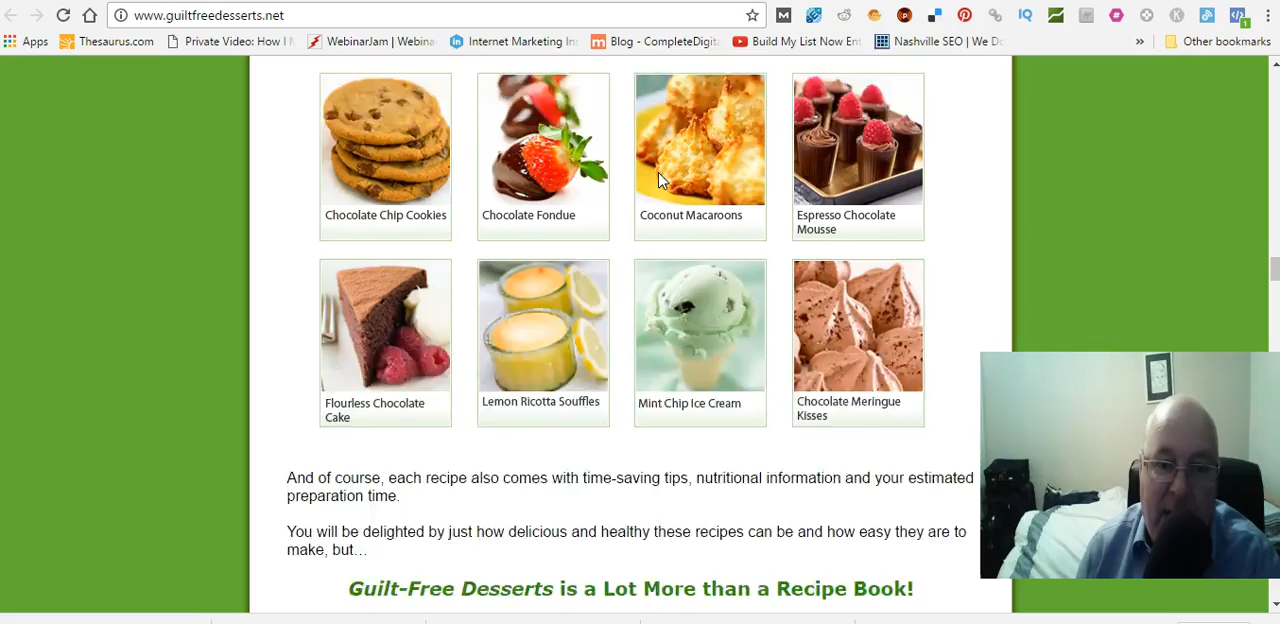 www.guiltfreedesserts.net
Apps Thesaurus.com Private Video: How I WebinarJam | Webina Internet Marketing In Blog - CompleteDigit Build My List Now Ent Nashville SEO | We Do » Other bookmarks
Chocolate Chip Cookies
Chocolate Fondue
Coconut Macaroons
Espresso Chocolate
Mousse
Flourless Chocolate
Cake
Lemon Ricotta Souffles
Mint Chip Ice Cream
Chocolate Meringue
Kisses
And of course, each recipe also comes with time-saving tips, nutritional information and your estimated
preparation time.
You will be delighted by just how delicious and healthy these recipes can be and how easy they are to
make, but…
Guilt-Free Desserts is a Lot More than a Recipe Book!